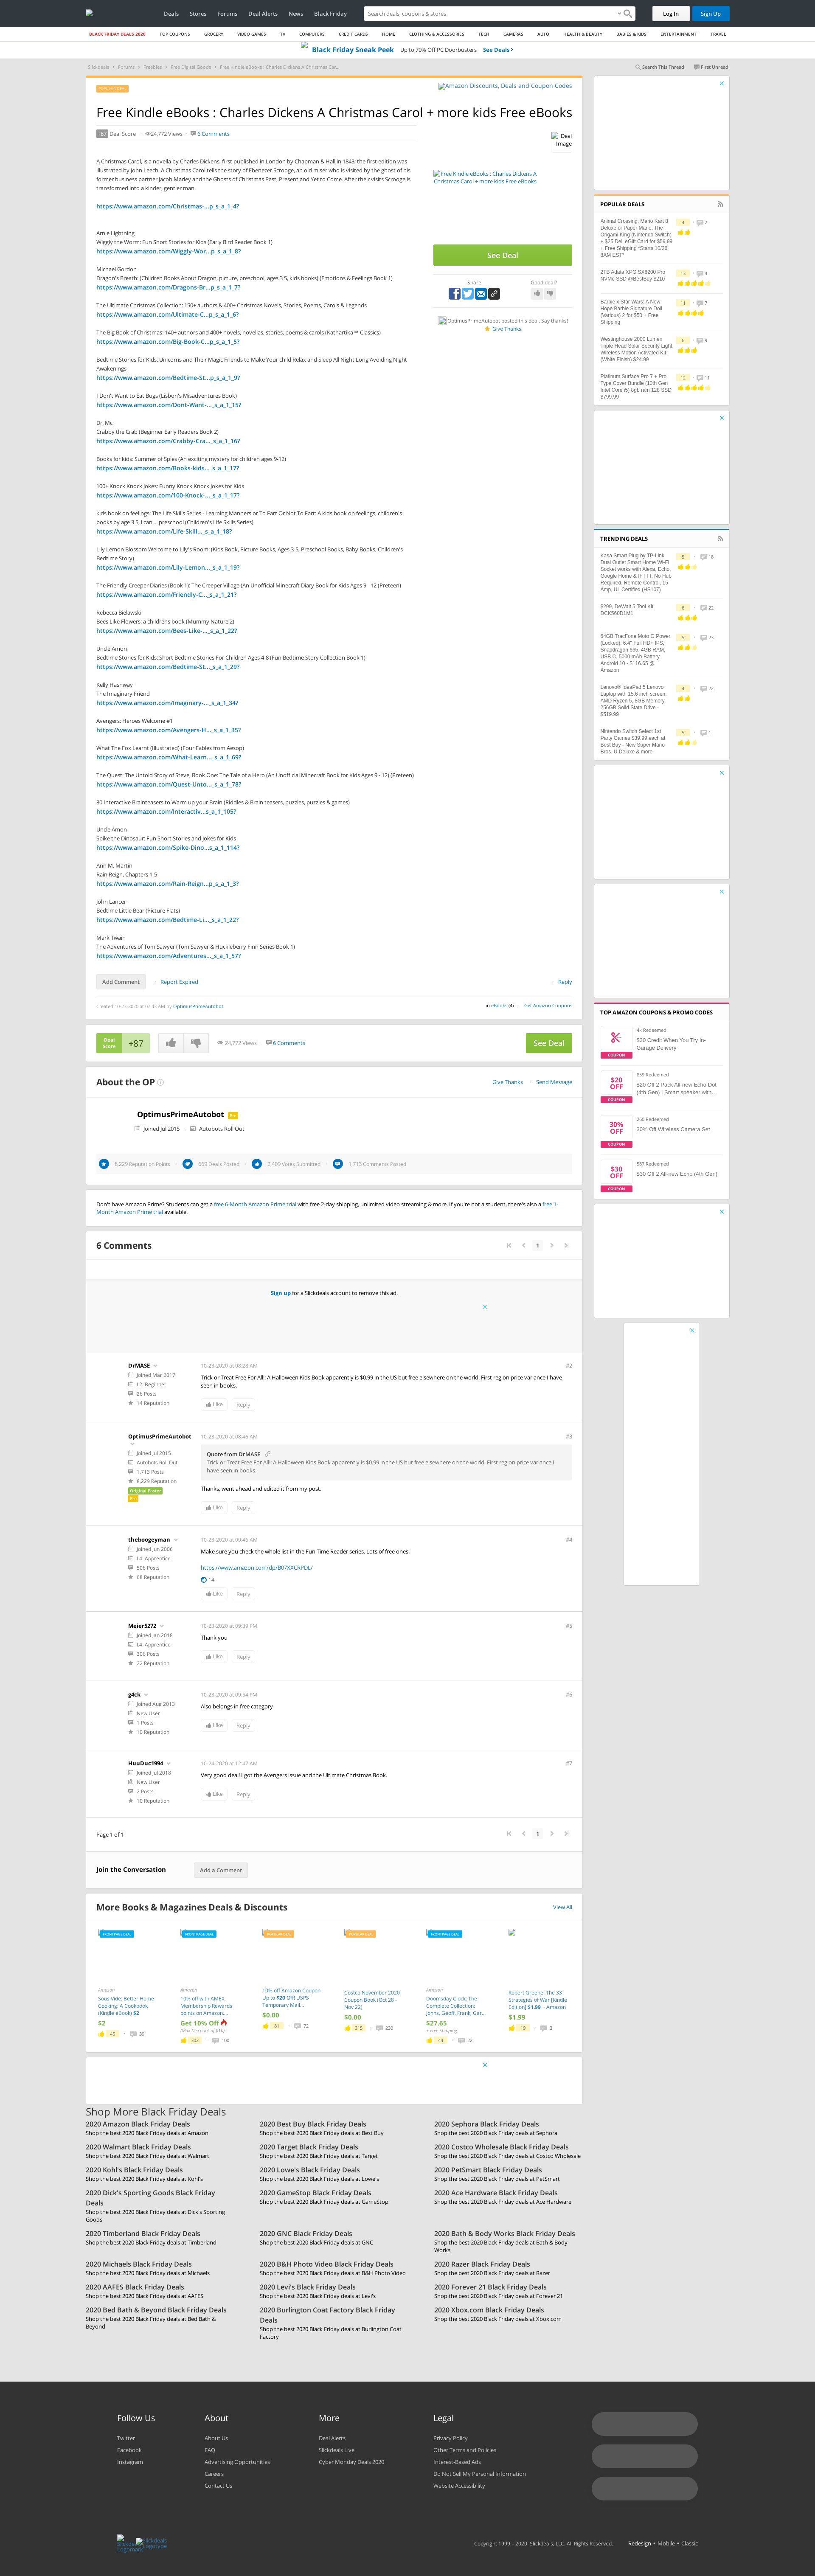 Deals
Stores
Forums
Deal Alerts
News
Black Friday
Search deals, coupons & stores
Log In
Sign Up
BLACK FRIDAY DEALS 2020
TOP COUPONS
GROCERY
VIDEO GAMES
TV
COMPUTERS
CREDIT CARDS
HOME
CLOTHING & ACCESSORIES
TECH
CAMERAS
AUTO
HEALTH & BEAUTY
BABIES & KIDS
ENTERTAINMENT
TRAVEL
Black Friday Sneak Peek Up to 70% Off PC Doorbusters See Deals >
Slickdeals > Forums > Freebies > Free Digital Goods > Free Kindle eBooks : Charles Dickens A Christmas Car...
Search This Thread
First Unread
POPULAR DEAL
Amazon Discounts, Deals and Coupon Codes
Free Kindle eBooks : Charles Dickens A Christmas Carol + more kids Free eBooks
+87 Deal Score
24,772 Views
6 Comments
Deal Image
A Christmas Carol, is a novella by Charles Dickens, first published in London by Chapman & Hall in 1843; the first edition was
illustrated by John Leech. A Christmas Carol tells the story of Ebenezer Scrooge, an old miser who is visited by the ghost of his
former business partner Jacob Marley and the Ghosts of Christmas Past, Present and Yet to Come. After their visits Scrooge is
transformed into a kinder, gentler man.
https://www.amazon.com/Christmas-...p_s_a_1_4?
Arnie Lightning
Wiggly the Worm: Fun Short Stories for Kids (Early Bird Reader Book 1)
https://www.amazon.com/Wiggly-Wor...p_s_a_1_8?
Michael Gordon
Dragon's Breath: (Children Books About Dragon, picture, preschool, ages 3 5, kids books) (Emotions & Feelings Book 1)
https://www.amazon.com/Dragons-Br...p_s_a_1_7?
The Ultimate Christmas Collection: 150+ authors & 400+ Christmas Novels, Stories, Poems, Carols & Legends
https://www.amazon.com/Ultimate-C...p_s_a_1_6?
The Big Book of Christmas: 140+ authors and 400+ novels, novellas, stories, poems & carols (Kathartika™ Classics)
https://www.amazon.com/Big-Book-C...p_s_a_1_5?
Bedtime Stories for Kids: Unicorns and Their Magic Friends to Make Your child Relax and Sleep All Night Long Avoiding Night
Awakenings
https://www.amazon.com/Bedtime-St...p_s_a_1_9?
I Don't Want to Eat Bugs (Lisbon's Misadventures Book)
https://www.amazon.com/Dont-Want-..._s_a_1_15?
Dr. Mc
Crabby the Crab (Beginner Early Readers Book 2)
https://www.amazon.com/Crabby-Cra..._s_a_1_16?
Books for kids: Summer of Spies (An exciting mystery for children ages 9-12)
https://www.amazon.com/Books-kids..._s_a_1_17?
100+ Knock Knock Jokes: Funny Knock Knock Jokes for Kids
https://www.amazon.com/100-Knock-..._s_a_1_17?
kids book on feelings: The Life Skills Series - Learning Manners or To Fart Or Not To Fart: A kids book on feelings, children's
books by age 3 5, i can ... preschool (Children's Life Skills Series)
https://www.amazon.com/Life-Skill..._s_a_1_18?
Lily Lemon Blossom Welcome to Lily's Room: (Kids Book, Picture Books, Ages 3-5, Preschool Books, Baby Books, Children's
Bedtime Story)
https://www.amazon.com/Lily-Lemon..._s_a_1_19?
The Friendly Creeper Diaries (Book 1): The Creeper Village (An Unofficial Minecraft Diary Book for Kids Ages 9 - 12 (Preteen)
https://www.amazon.com/Friendly-C..._s_a_1_21?
Rebecca Bielawski
Bees Like Flowers: a childrens book (Mummy Nature 2)
https://www.amazon.com/Bees-Like-..._s_a_1_22?
Uncle Amon
Bedtime Stories for Kids: Short Bedtime Stories For Children Ages 4-8 (Fun Bedtime Story Collection Book 1)
https://www.amazon.com/Bedtime-St..._s_a_1_29?
Kelly Hashway
The Imaginary Friend
https://www.amazon.com/Imaginary-..._s_a_1_34?
Avengers: Heroes Welcome #1
https://www.amazon.com/Avengers-H..._s_a_1_35?
What The Fox Learnt (Illustrated) (Four Fables from Aesop)
https://www.amazon.com/What-Learn..._s_a_1_69?
The Quest: The Untold Story of Steve, Book One: The Tale of a Hero (An Unofficial Minecraft Book for Kids Ages 9 - 12) (Preteen)
https://www.amazon.com/Quest-Unto..._s_a_1_78?
30 Interactive Brainteasers to Warm up your Brain (Riddles & Brain teasers, puzzles, puzzles & games)
https://www.amazon.com/Interactiv...s_a_1_105?
Uncle Amon
Spike the Dinosaur: Fun Short Stories and Jokes for Kids
https://www.amazon.com/Spike-Dino...s_a_1_114?
Ann M. Martin
Rain Reign, Chapters 1-5
https://www.amazon.com/Rain-Reign...p_s_a_1_3?
John Lancer
Bedtime Little Bear (Picture Flats)
https://www.amazon.com/Bedtime-Li..._s_a_1_22?
Mark Twain
The Adventures of Tom Sawyer (Tom Sawyer & Huckleberry Finn Series Book 1)
https://www.amazon.com/Adventures..._s_a_1_57?
Free Kindle eBooks : Charles Dickens A
Christmas Carol + more kids Free eBooks
See Deal
Share
Good deal?
OptimusPrimeAutobot posted this deal. Say thanks!
Give Thanks
Add Comment
Report Expired
Reply
Created 10-23-2020 at 07:43 AM by OptimusPrimeAutobot
in eBooks (4)
Get Amazon Coupons
Deal Score +87
24,772 Views
6 Comments
See Deal
About the OP
Give Thanks
Send Message
OptimusPrimeAutobot Pro
Joined Jul 2015
Autobots Roll Out
8,229 Reputation Points
669 Deals Posted
2,409 Votes Submitted
1,713 Comments Posted
Don't have Amazon Prime? Students can get a free 6-Month Amazon Prime trial with free 2-day shipping, unlimited video streaming & more. If you're not a student, there's also a free 1-
Month Amazon Prime trial available.
6 Comments
1
Sign up for a Slickdeals account to remove this ad.
DrMASE
Joined Mar 2017
L2: Beginner
26 Posts
14 Reputation
10-23-2020 at 08:28 AM
#2
Trick or Treat Free For All!: A Halloween Kids Book apparently is $0.99 in the US but free elsewhere on the world. First region price variance I have
seen in books.
Like
Reply
OptimusPrimeAutobot
Joined Jul 2015
Autobots Roll Out
1,713 Posts
8,229 Reputation
Original Poster
Pro
10-23-2020 at 08:46 AM
#3
Quote from DrMASE
Trick or Treat Free For All!: A Halloween Kids Book apparently is $0.99 in the US but free elsewhere on the world. First region price variance I
have seen in books.
Thanks, went ahead and edited it from my post.
Like
Reply
theboogeyman
Joined Jun 2006
L4: Apprentice
506 Posts
68 Reputation
10-23-2020 at 09:46 AM
#4
Make sure you check the whole list in the Fun Time Reader series. Lots of free ones.
https://www.amazon.com/dp/B07XXCRPDL/
14
Like
Reply
Meier5272
Joined Jan 2018
L4: Apprentice
306 Posts
22 Reputation
10-23-2020 at 09:39 PM
#5
Thank you
Like
Reply
g4ck
Joined Aug 2013
New User
1 Posts
10 Reputation
10-23-2020 at 09:54 PM
#6
Also belongs in free category
Like
Reply
HuuDuc1994
Joined Jul 2018
New User
2 Posts
10 Reputation
10-24-2020 at 12:47 AM
#7
Very good deal! I got the Avengers issue and the Ultimate Christmas Book.
Like
Reply
Page 1 of 1
1
Join the Conversation
Add a Comment
More Books & Magazines Deals & Discounts
View All
FRONTPAGE DEAL
Amazon
Sous Vide: Better Home Cooking: A Cookbook (Kindle eBook) $2
$2
45
39
FRONTPAGE DEAL
Amazon
10% off with AMEX Membership Rewards points on Amazon....
Get 10% Off
(Max Discount of $10)
302
100
POPULAR DEAL
10% off Amazon Coupon Up to $20 Off! USPS Temporary Mail...
$0.00
81
72
POPULAR DEAL
Costco November 2020 Coupon Book (Oct 28 - Nov 22)
$0.00
315
230
FRONTPAGE DEAL
Amazon
Doomsday Clock: The Complete Collection: Johns, Geoff, Frank, Gar...
$27.65
+ Free Shipping
44
22
Robert Greene: The 33 Strategies of War [Kindle Edition] $1.99 ~ Amazon
$1.99
19
3
POPULAR DEALS
Animal Crossing, Mario Kart 8 Deluxe or Paper Mario: The Origami King (Nintendo Switch) + $25 Dell eGift Card for $59.99 + Free Shipping *Starts 10/26 8AM EST*
4
2
2TB Adata XPG SX8200 Pro NVMe SSD @BestBuy $210
13
4
Barbie x Star Wars: A New Hope Barbie Signature Doll (Various) 2 for $50 + Free Shipping
11
7
Westinghouse 2000 Lumen Triple Head Solar Security Light, Wireless Motion Activated Kit (White Finish) $24.99
6
9
Platinum Surface Pro 7 + Pro Type Cover Bundle (10th Gen Intel Core i5) 8gb ram 128 SSD $799.99
12
11
TRENDING DEALS
Kasa Smart Plug by TP-Link, Dual Outlet Smart Home Wi-Fi Socket works with Alexa, Echo, Google Home & IFTTT, No Hub Required, Remote Control, 15 Amp, UL Certified (HS107)
5
18
$299, DeWalt 5 Tool Kit DCK560D1M1
6
22
64GB TracFone Moto G Power (Locked): 6.4" Full HD+ IPS, Snapdragon 665, 4GB RAM, USB C, 5000 mAh Battery, Android 10 - $116.65 @ Amazon
5
23
Lenovo® IdeaPad 5 Lenovo Laptop with 15.6 inch screen, AMD Ryzen 5, 8GB Memory, 256GB Solid State Drive - $519.99
4
22
Nintendo Switch Select 1st Party Games $39.99 each at Best Buy - New Super Mario Bros. U Deluxe & more
5
1
TOP AMAZON COUPONS & PROMO CODES
COUPON
4k Redeemed
$30 Credit When You Try In-Garage Delivery
$20 OFF
COUPON
859 Redeemed
$20 Off 2 Pack All-new Echo Dot (4th Gen) | Smart speaker with...
30% OFF
COUPON
260 Redeemed
30% Off Wireless Camera Set
$30 OFF
COUPON
587 Redeemed
$30 Off 2 All-new Echo (4th Gen)
Shop More Black Friday Deals
2020 Amazon Black Friday Deals
Shop the best 2020 Black Friday deals at Amazon
2020 Best Buy Black Friday Deals
Shop the best 2020 Black Friday deals at Best Buy
2020 Sephora Black Friday Deals
Shop the best 2020 Black Friday deals at Sephora
2020 Walmart Black Friday Deals
Shop the best 2020 Black Friday deals at Walmart
2020 Target Black Friday Deals
Shop the best 2020 Black Friday deals at Target
2020 Costco Wholesale Black Friday Deals
Shop the best 2020 Black Friday deals at Costco Wholesale
2020 Kohl's Black Friday Deals
Shop the best 2020 Black Friday deals at Kohl's
2020 Lowe's Black Friday Deals
Shop the best 2020 Black Friday deals at Lowe's
2020 PetSmart Black Friday Deals
Shop the best 2020 Black Friday deals at PetSmart
2020 Dick's Sporting Goods Black Friday Deals
Shop the best 2020 Black Friday deals at Dick's Sporting Goods
2020 GameStop Black Friday Deals
Shop the best 2020 Black Friday deals at GameStop
2020 Ace Hardware Black Friday Deals
Shop the best 2020 Black Friday deals at Ace Hardware
2020 Timberland Black Friday Deals
Shop the best 2020 Black Friday deals at Timberland
2020 GNC Black Friday Deals
Shop the best 2020 Black Friday deals at GNC
2020 Bath & Body Works Black Friday Deals
Shop the best 2020 Black Friday deals at Bath & Body Works
2020 Michaels Black Friday Deals
Shop the best 2020 Black Friday deals at Michaels
2020 B&H Photo Video Black Friday Deals
Shop the best 2020 Black Friday deals at B&H Photo Video
2020 Razer Black Friday Deals
Shop the best 2020 Black Friday deals at Razer
2020 AAFES Black Friday Deals
Shop the best 2020 Black Friday deals at AAFES
2020 Levi's Black Friday Deals
Shop the best 2020 Black Friday deals at Levi's
2020 Forever 21 Black Friday Deals
Shop the best 2020 Black Friday deals at Forever 21
2020 Bed Bath & Beyond Black Friday Deals
Shop the best 2020 Black Friday deals at Bed Bath & Beyond
2020 Burlington Coat Factory Black Friday Deals
Shop the best 2020 Black Friday deals at Burlington Coat Factory
2020 Xbox.com Black Friday Deals
Shop the best 2020 Black Friday deals at Xbox.com
Follow Us
Twitter
Facebook
Instagram
About
About Us
FAQ
Advertising Opportunities
Careers
Contact Us
More
Deal Alerts
Slickdeals Live
Cyber Monday Deals 2020
Legal
Privacy Policy
Other Terms and Policies
Interest-Based Ads
Do Not Sell My Personal Information
Website Accessibility
Slickdeals Logomark
Slickdeals Logotype
Copyright 1999 - 2020. Slickdeals, LLC. All Rights Reserved.
Redesign • Mobile • Classic